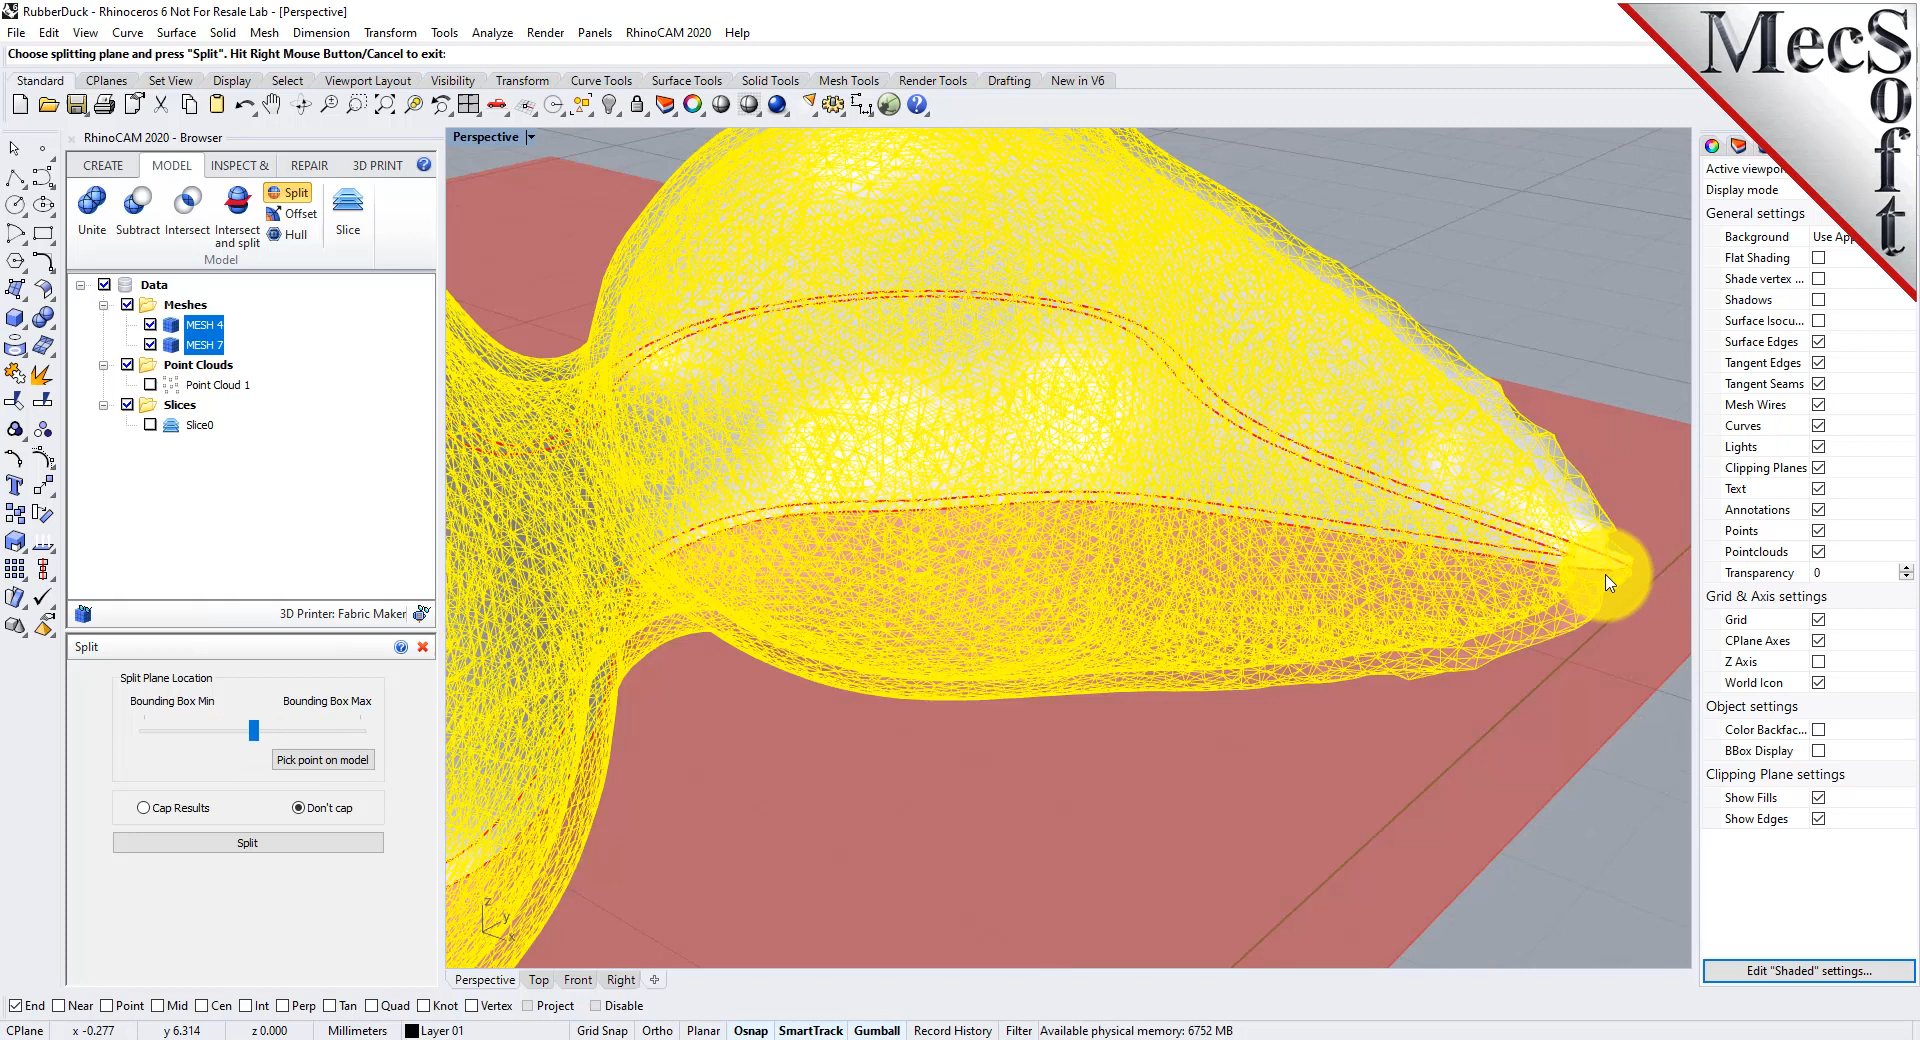 RubberDuck - Rhinoceros 6 Not For Resale Lab - [Perspective]
File Edit View Curve Surface Solid Mesh Dimension Transform Tools Analyze Render Panels RhinoCAM 2020 Help
Choose splitting plane and press "Split". Hit Right Mouse Button/Cancel to exit:
Standard CPlanes Set View Display Select Viewport Layout Visibility Transform Curve Tools Surface Tools Solid Tools Mesh Tools Render Tools Drafting New in V6
MecSoft
RhinoCAM 2020 - Browser
CREATE MODEL INSPECT & REPAIR 3D PRINT
Unite Subtract Intersect Intersect and split Split Offset Hull Slice
Model
Data
Meshes
MESH 4
MESH 7
Point Clouds
Point Cloud 1
Slices
Slice0
3D Printer: Fabric Maker
Split
Split Plane Location
Bounding Box Min Bounding Box Max
Pick point on model
Cap Results Don't cap
Split
Perspective
z
y
x
Perspective Top Front Right
Active viewpor
Display mode
General settings
Background Use App
Flat Shading
Shade vertex ...
Shadows
Surface Isocu...
Surface Edges
Tangent Edges
Tangent Seams
Mesh Wires
Curves
Lights
Clipping Planes
Text
Annotations
Points
Pointclouds
Transparency 0
Grid & Axis settings
Grid
CPlane Axes
Z Axis
World Icon
Object settings
Color Backfac...
BBox Display
Clipping Plane settings
Show Fills
Show Edges
Edit "Shaded" settings...
End Near Point Mid Cen Int Perp Tan Quad Knot Vertex Project Disable
CPlane x -0.277 y 6.314 z 0.000 Millimeters Layer 01 Grid Snap Ortho Planar Osnap SmartTrack Gumball Record History Filter Available physical memory: 6752 MB